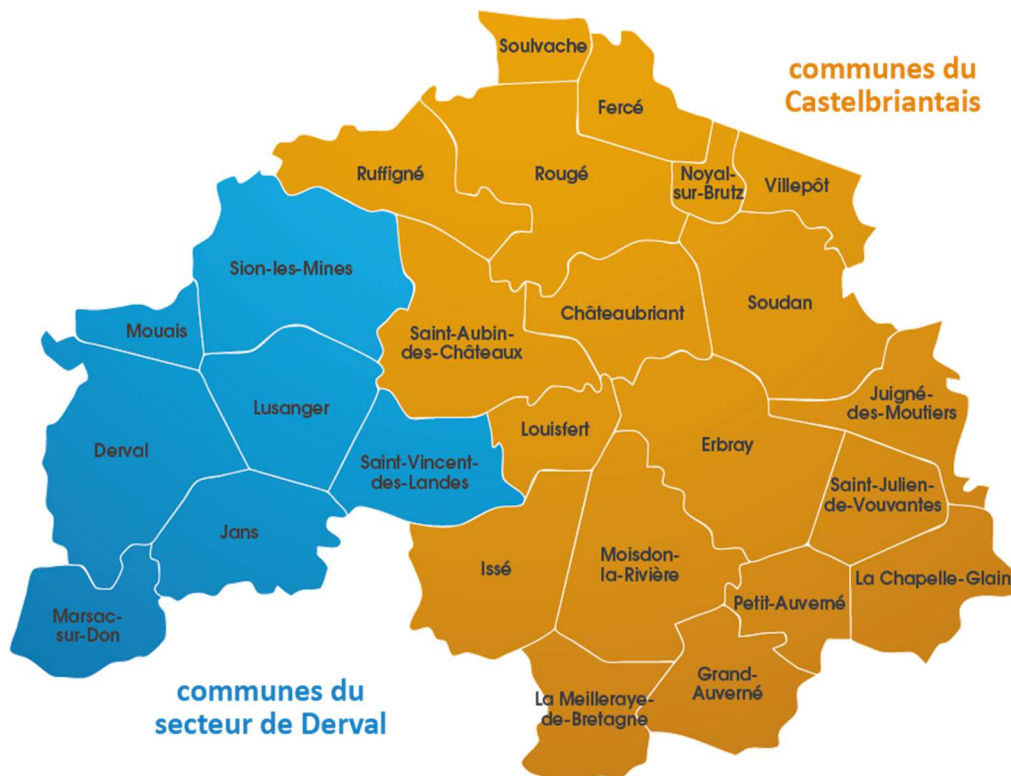 Soulvache
communes du
Castelbriantais
Fercé
Ruffigné
Rougé
Noyal-
sur-Brutz
Villepôt
Sion-les-Mines
Mouais
Saint-Aubin-
des-Châteaux
Châteaubriant
Soudan
Lusanger
Juigné-
des-Moutiers
Derval
Louisfert
Erbray
Saint-Vincent-
des-Landes
Saint-Julien-
de-Vouvantes
Jans
Issé
Moisdon-
la-Rivière
La Chapelle-Glain
Petit-Auverné
Marsac-
sur-Don
Grand-
Auverné
La Meilleraye-
de-Bretagne
communes du
secteur de Derval